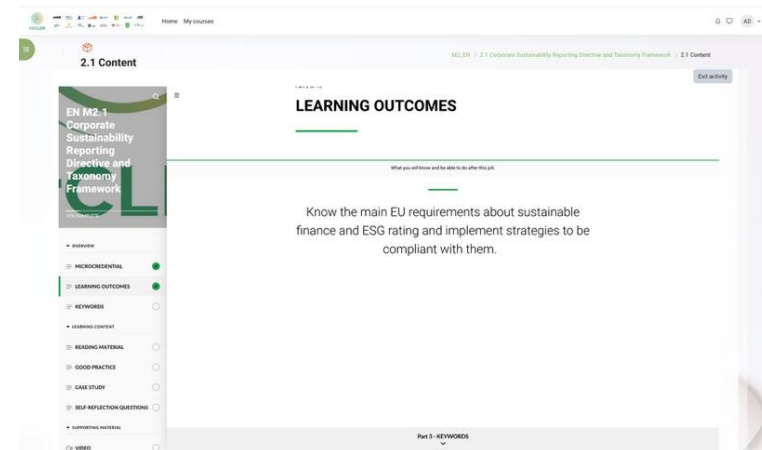 Home My courses
AD
2.1 Content
M2_EN > 2.1 Corporate Sustainability Reporting Directive and Taxonomy Framework > 2.1 Content
Exit activity
EN M2.1
Corporate
Sustainability
Reporting
Directive and
Taxonomy
Framework
COMPLETE
OVERVIEW
MICROCREDENTIAL
LEARNING OUTCOMES
KEYWORDS
LEARNING CONTENT
READING MATERIAL
GOOD PRACTICE
CASE STUDY
SELF-REFLECTION QUESTIONS
SUPPORTING MATERIAL
VIDEO
LEARNING OUTCOMES
What you will know and be able to do after this pill.
Know the main EU requirements about sustainable
finance and ESG rating and implement strategies to be
compliant with them.
Part 3 - KEYWORDS